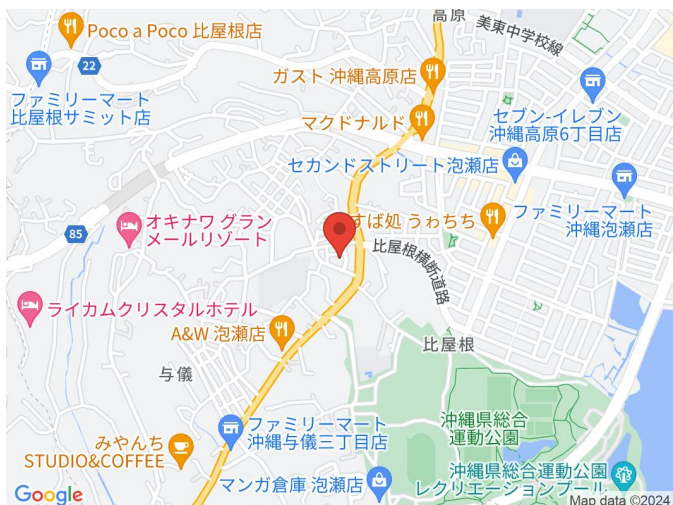 高原
美東中学校線
Poco a Poco 比屋根店
22
ガスト 沖縄高原店
ファミリーマート
比屋根サミット店
セブン-イレブン
沖縄高原6丁目店
マクドナルド
セカンドストリート泡瀬店
ファミリーマート
沖縄泡瀬店
すば処 うゎちち
オキナワ グラン
メールリゾート
85
比屋根横断道路
ライカムクリスタルホテル
A&W 泡瀬店
比屋根
与儀
ファミリーマート
沖縄与儀三丁目店
沖縄県総合
運動公園
みやんち
STUDIO&COFFEE
マンガ倉庫 泡瀬店
沖縄県総合運動公園
レクリエーションプール
Google
Map data ©2024